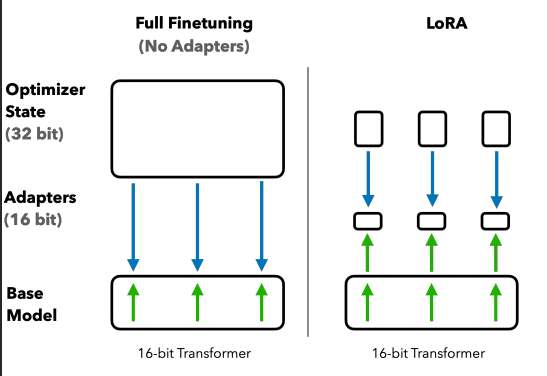 Full Finetuning
(No Adapters)
LoRA
Optimizer
State
(32 bit)
Adapters
(16 bit)
Base
Model
16-bit Transformer
16-bit Transformer